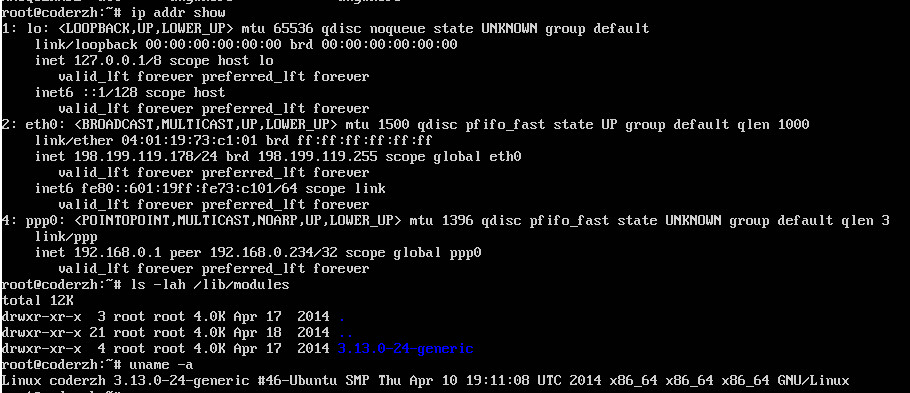 root@coderzh:~# ip addr show
1: lo: <LOOPBACK,UP,LOWER_UP> mtu 65536 qdisc noqueue state UNKNOWN group default
    link/loopback 00:00:00:00:00:00 brd 00:00:00:00:00:00
    inet 127.0.0.1/8 scope host lo
       valid_lft forever preferred_lft forever
    inet6 ::1/128 scope host
       valid_lft forever preferred_lft forever
2: eth0: <BROADCAST,MULTICAST,UP,LOWER_UP> mtu 1500 qdisc pfifo_fast state UP group default qlen 1000
    link/ether 04:01:19:73:c1:01 brd ff:ff:ff:ff:ff:ff
    inet 198.199.119.178/24 brd 198.199.119.255 scope global eth0
       valid_lft forever preferred_lft forever
    inet6 fe80::601:19ff:fe73:c101/64 scope link
       valid_lft forever preferred_lft forever
4: ppp0: <POINTOPOINT,MULTICAST,NOARP,UP,LOWER_UP> mtu 1396 qdisc pfifo_fast state UNKNOWN group default qlen 3
    link/ppp
    inet 192.168.0.1 peer 192.168.0.234/32 scope global ppp0
       valid_lft forever preferred_lft forever
root@coderzh:~# ls -lah /lib/modules
total 12K
drwxr-xr-x  3 root root 4.0K Apr 17  2014 .
drwxr-xr-x 21 root root 4.0K Apr 18  2014 ..
drwxr-xr-x  4 root root 4.0K Apr 17  2014 3.13.0-24-generic
root@coderzh:~# uname -a
Linux coderzh 3.13.0-24-generic #46-Ubuntu SMP Thu Apr 10 19:11:08 UTC 2014 x86_64 x86_64 x86_64 GNU/Linux